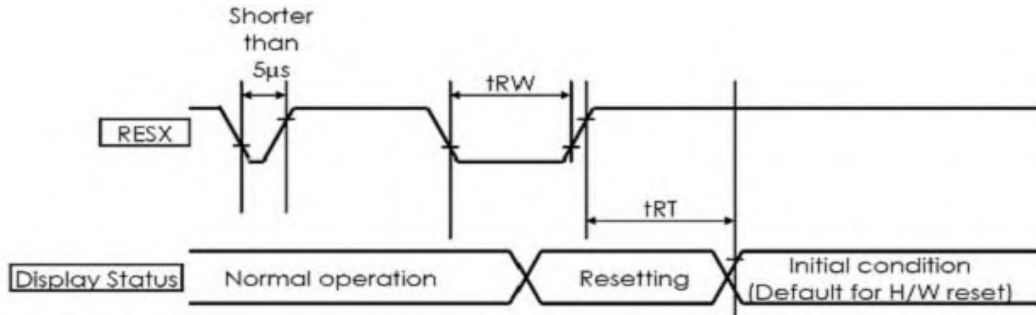 Shorter
than
5μs
tRW
RESX
tRT
Display Status
Normal operation
Resetting
Initial condition
(Default for H/W reset)